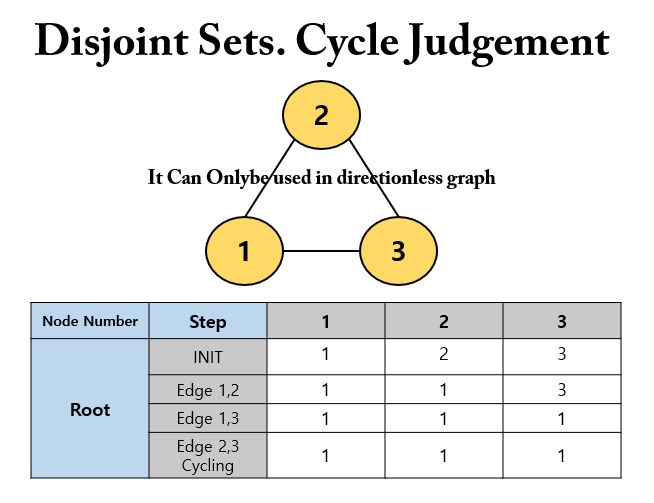 Disjoint Sets. Cycle Judgement
2
It Can Onlybe used in directionless graph
1 3
Node Number Step 1 2 3
Root
INIT 1 2 3
Edge 1,2 1 1 3
Edge 1,3 1 1 1
Edge 2,3
Cycling 1 1 1